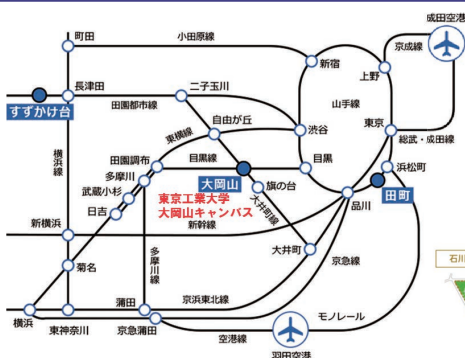 成田空港
町田
小田原線
京成線
新宿
上野
長津田
二子玉川
山手線
すずかけ台
田園都市線
自由が丘
渋谷
東京
総武・成田線
東横線
横浜線
田園調布
目黒線
目黒
浜松町
多摩川
大岡山
田町
武蔵小杉
東京工業大学
大岡山キャンパス
旗の台
大井町線
日吉
品川
新横浜
新幹線
多摩川線
大井町
京急線
菊名
石川
蒲田
京浜東北線
横浜
東神奈川
京急蒲田
空港線
モノレール
羽田空港